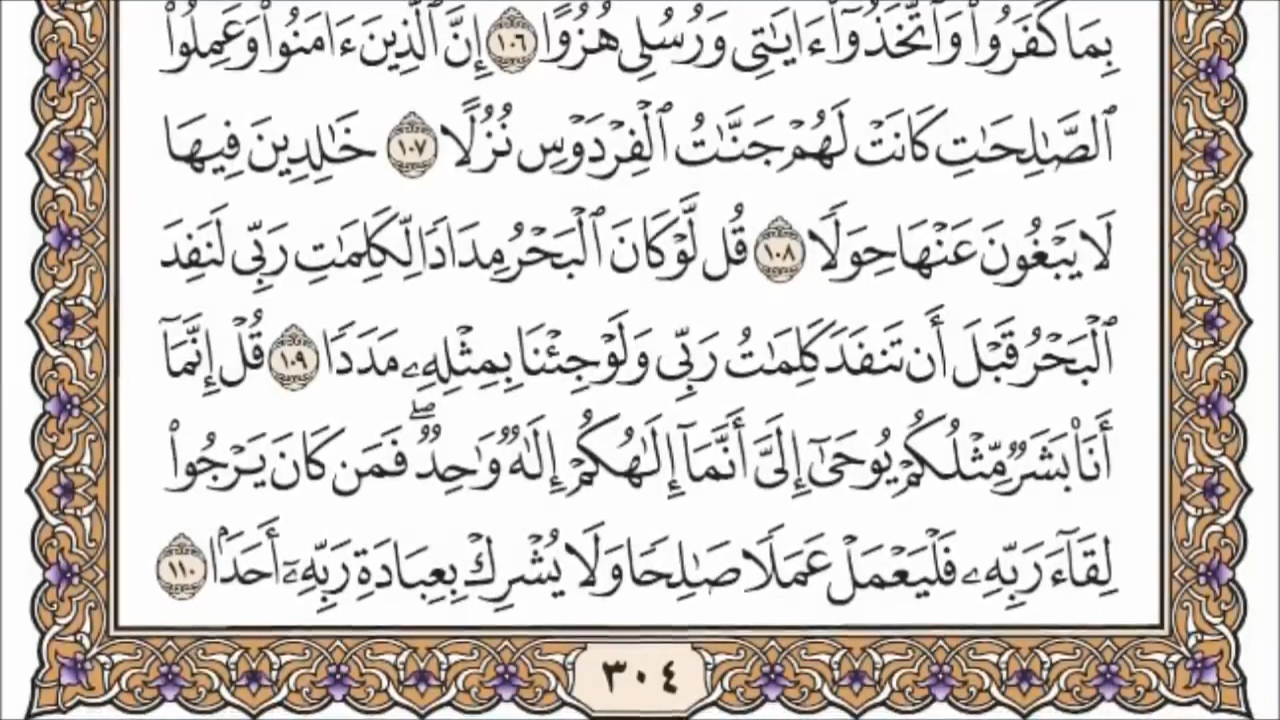 بِمَا كَفَرُوا۟ وَٱتَّخَذُوٓا۟ ءَايَـٰتِى وَرُسُلِى هُزُوًا ١٠٦ إِنَّ ٱلَّذِينَ ءَامَنُوا۟ وَعَمِلُوا۟
ٱلصَّـٰلِحَـٰتِ كَانَتْ لَهُمْ جَنَّـٰتُ ٱلْفِرْدَوْسِ نُزُلًا ١٠٧ خَـٰلِدِينَ فِيهَا
لَا يَبْغُونَ عَنْهَا حِوَلًا ١٠٨ قُل لَّوْ كَانَ ٱلْبَحْرُ مِدَادًا لِّكَلِمَـٰتِ رَبِّى لَنَفِدَ
ٱلْبَحْرُ قَبْلَ أَن تَنفَدَ كَلِمَـٰتُ رَبِّى وَلَوْ جِئْنَا بِمِثْلِهِۦ مَدَدًا ١٠٩ قُلْ إِنَّمَآ
أَنَا۠ بَشَرٌ مِّثْلُكُمْ يُوحَىٰٓ إِلَىَّ أَنَّمَآ إِلَـٰهُكُمْ إِلَـٰهٌ وَٰحِدٌ ۖ فَمَن كَانَ يَرْجُوا۟
لِقَآءَ رَبِّهِۦ فَلْيَعْمَلْ عَمَلًا صَـٰلِحًا وَلَا يُشْرِكْ بِعِبَادَةِ رَبِّهِۦٓ أَحَدًۢا ١١٠
٣٠٤